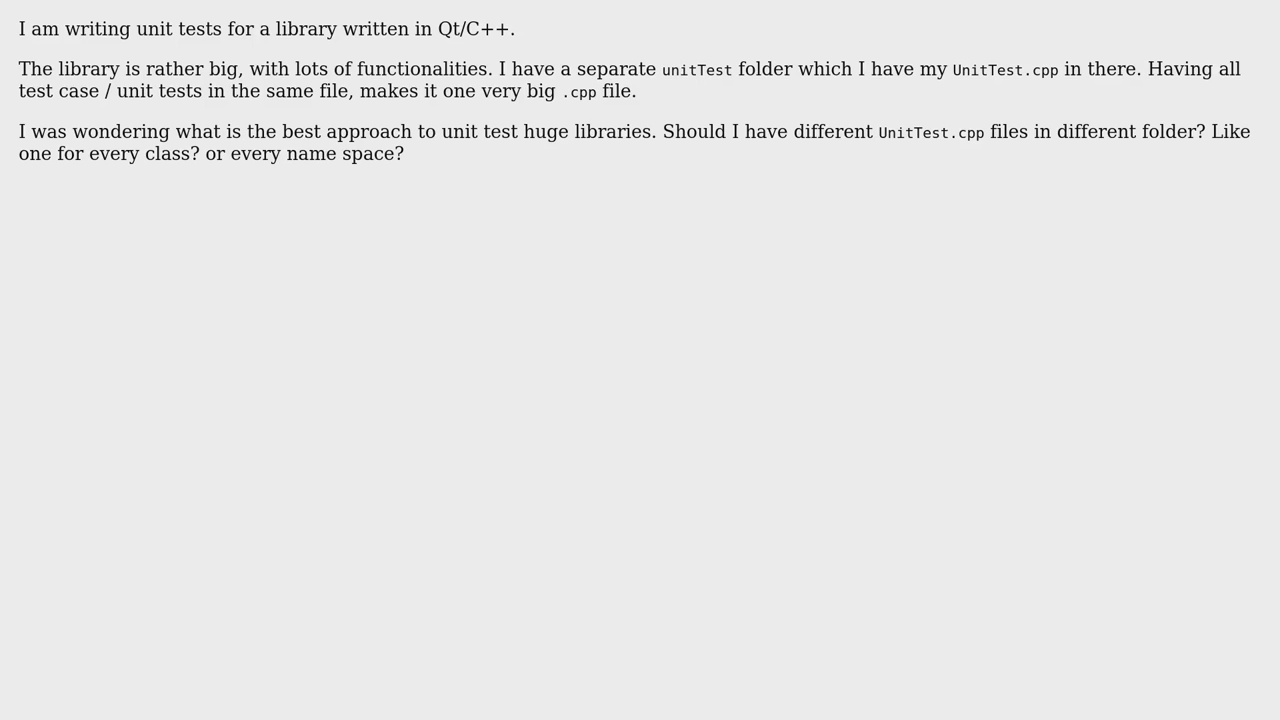 I am writing unit tests for a library written in Qt/C++.
The library is rather big, with lots of functionalities. I have a separate unitTest folder which I have my UnitTest.cpp in there. Having all
test case / unit tests in the same file, makes it one very big .cpp file.
I was wondering what is the best approach to unit test huge libraries. Should I have different UnitTest.cpp files in different folder? Like
one for every class? or every name space?